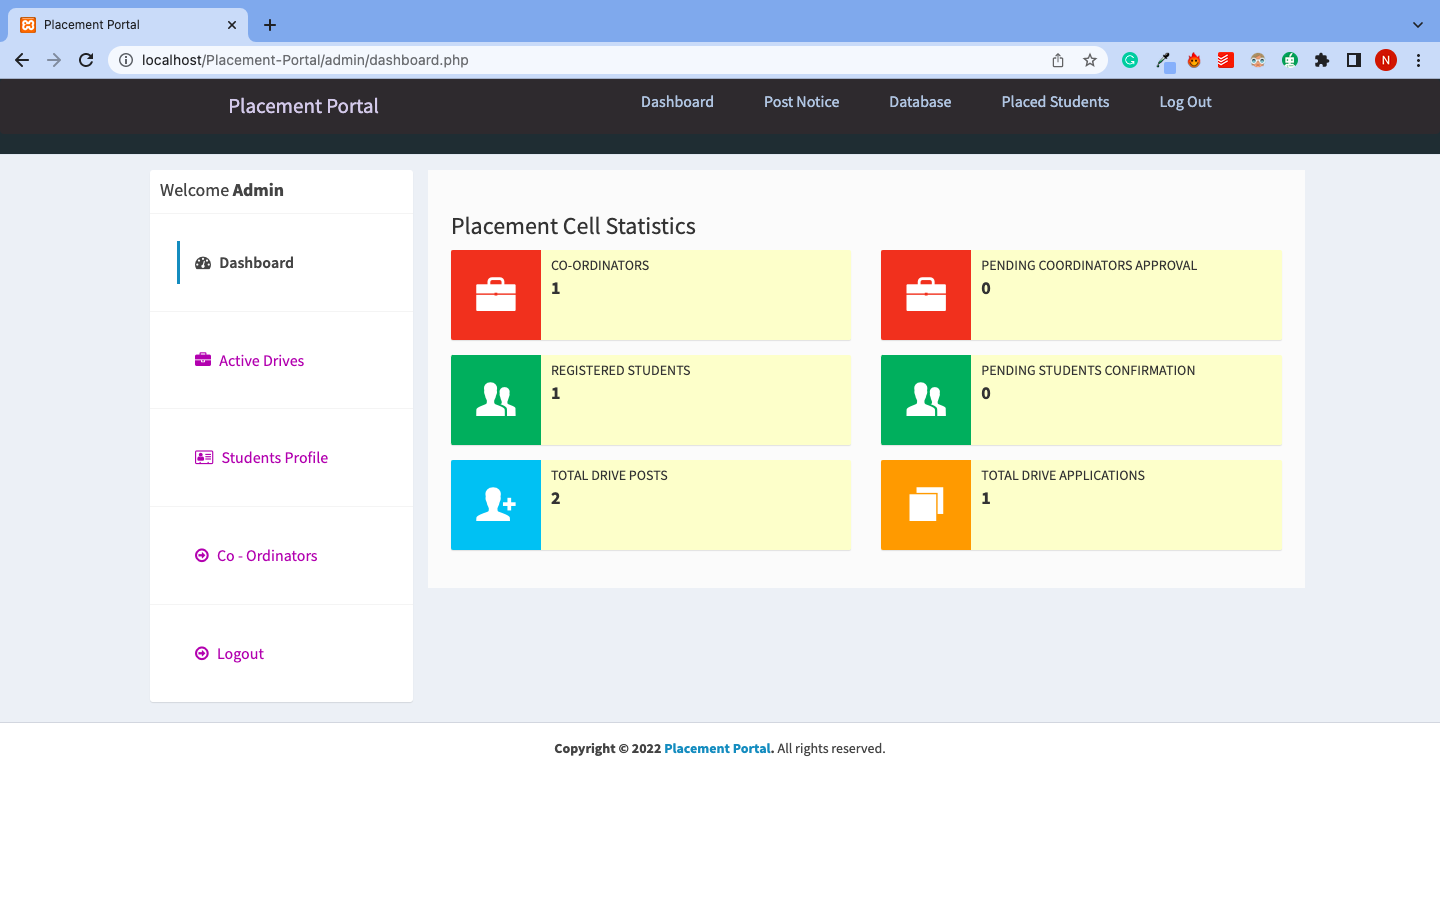 Placement Portal
localhost/Placement-Portal/admin/dashboard.php
N
Placement Portal
Dashboard
Post Notice
Database
Placed Students
Log Out
Welcome Admin
Dashboard
Active Drives
Students Profile
Co - Ordinators
Logout
Placement Cell Statistics
CO-ORDINATORS
1
PENDING COORDINATORS APPROVAL
0
REGISTERED STUDENTS
1
PENDING STUDENTS CONFIRMATION
0
TOTAL DRIVE POSTS
2
TOTAL DRIVE APPLICATIONS
1
Copyright © 2022 Placement Portal. All rights reserved.